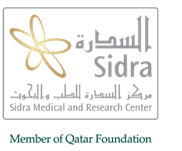 السدرة
Sidra
مركز السدرة للطب والبحوث
Sidra Medical and Research Center
Member of Qatar Foundation